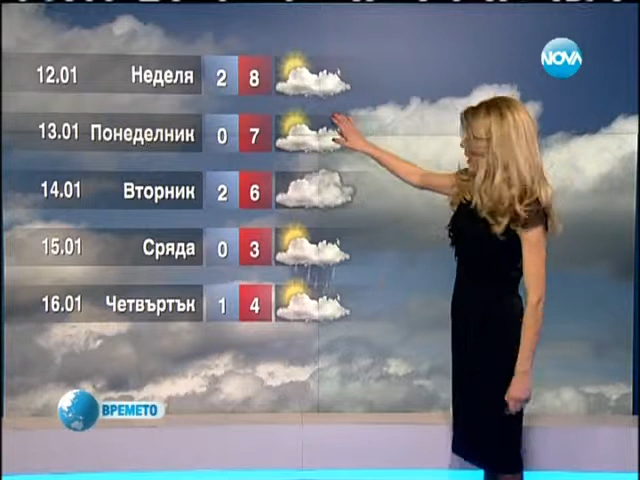 NOVA
12.01 Неделя 2 8
13.01 Понеделник 0 7
14.01 Вторник 2 6
15.01 Сряда 0 3
16.01 Четвъртък 1 4
ВРЕМЕТО